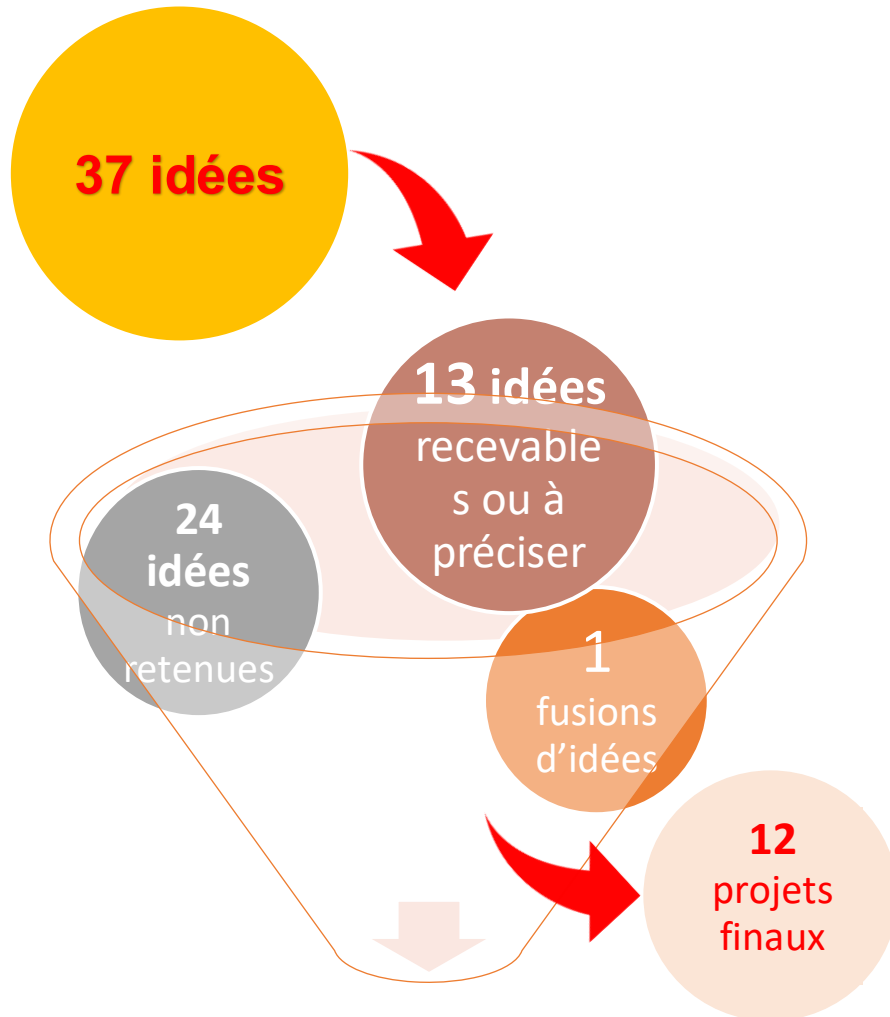 37 idées
13 idées
recevable
s ou à
préciser
24
idées
non
retenues
1
fusions
d’idées
12
projets
finaux